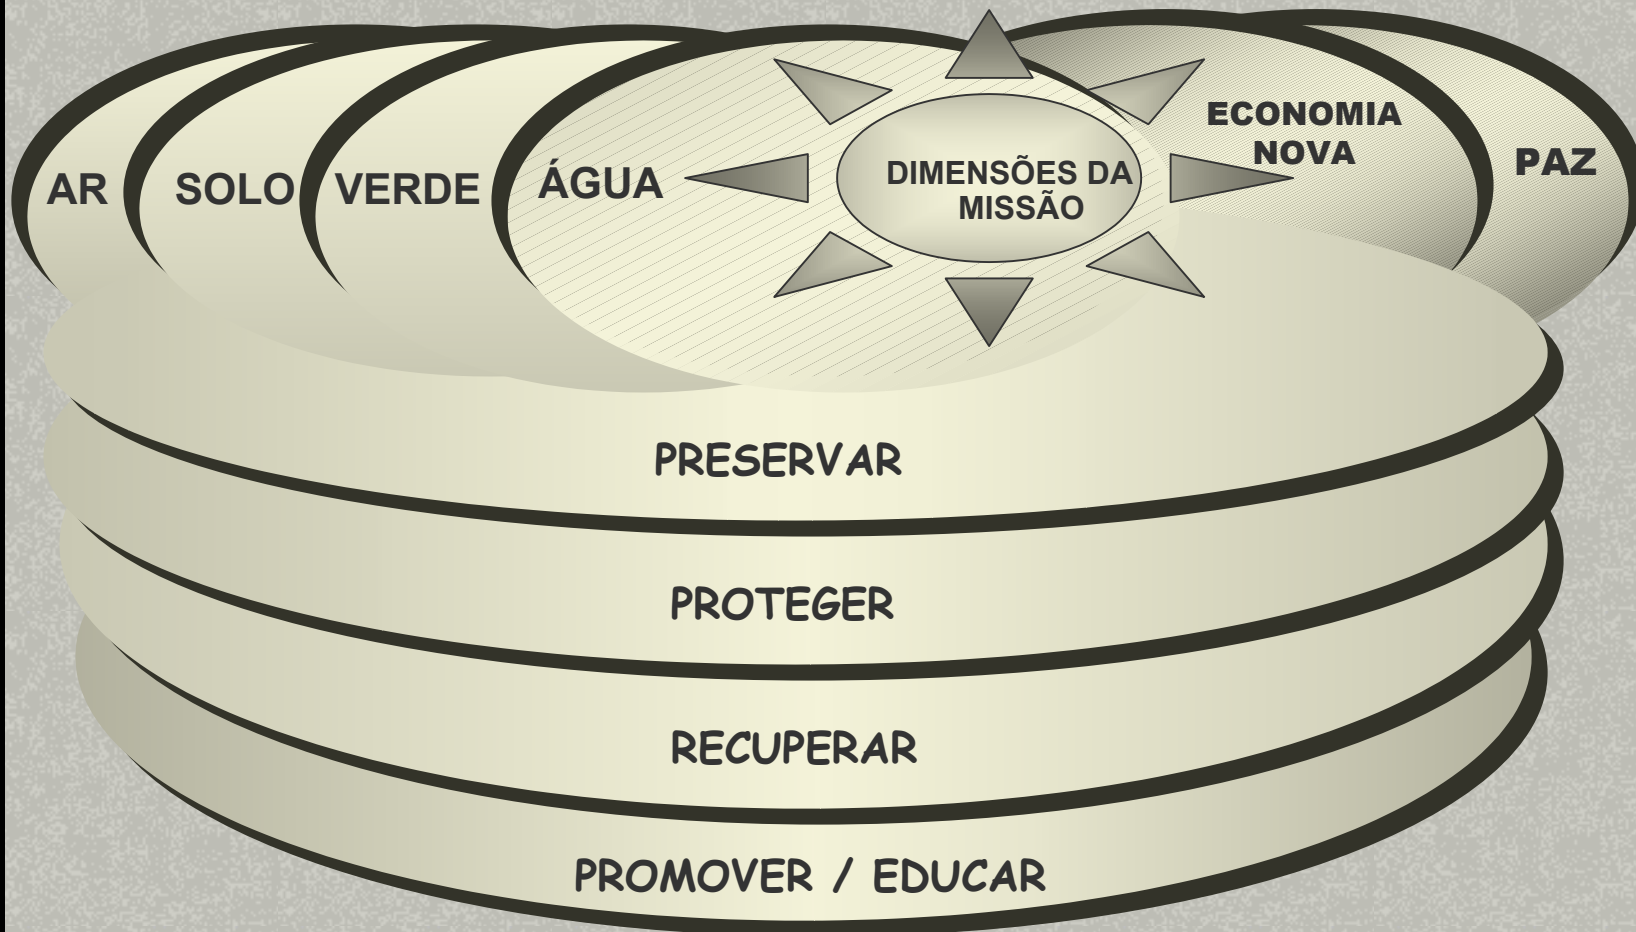 AR
SOLO
VERDE
ÁGUA
DIMENSÕES DA
MISSÃO
ECONOMIA
NOVA
PAZ
PRESERVAR
PROTEGER
RECUPERAR
PROMOVER / EDUCAR